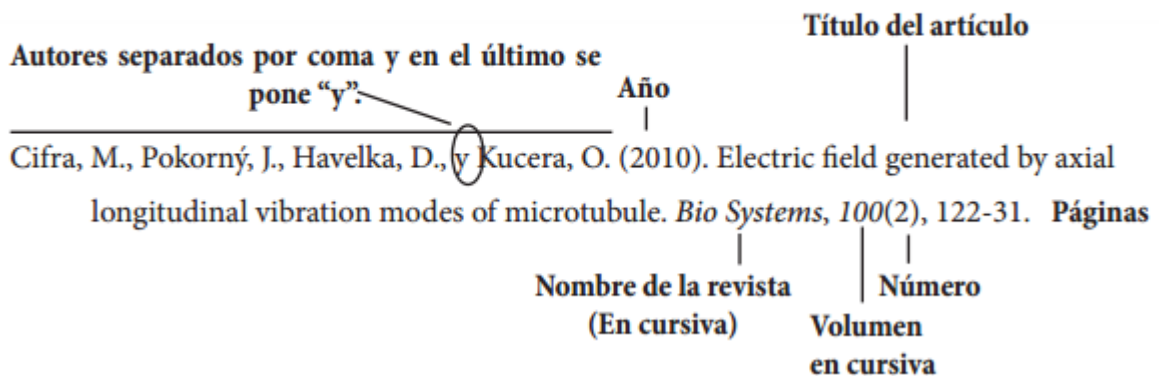 Título del artículo
Autores separados por coma y en el último se
pone “y”.
Año
Cifra, M., Pokorný, J., Havelka, D., y Kucera, O. (2010). Electric field generated by axial
longitudinal vibration modes of microtubule. Bio Systems, 100(2), 122-31. Páginas
Nombre de la revista
(En cursiva)
Número
Volumen
en cursiva